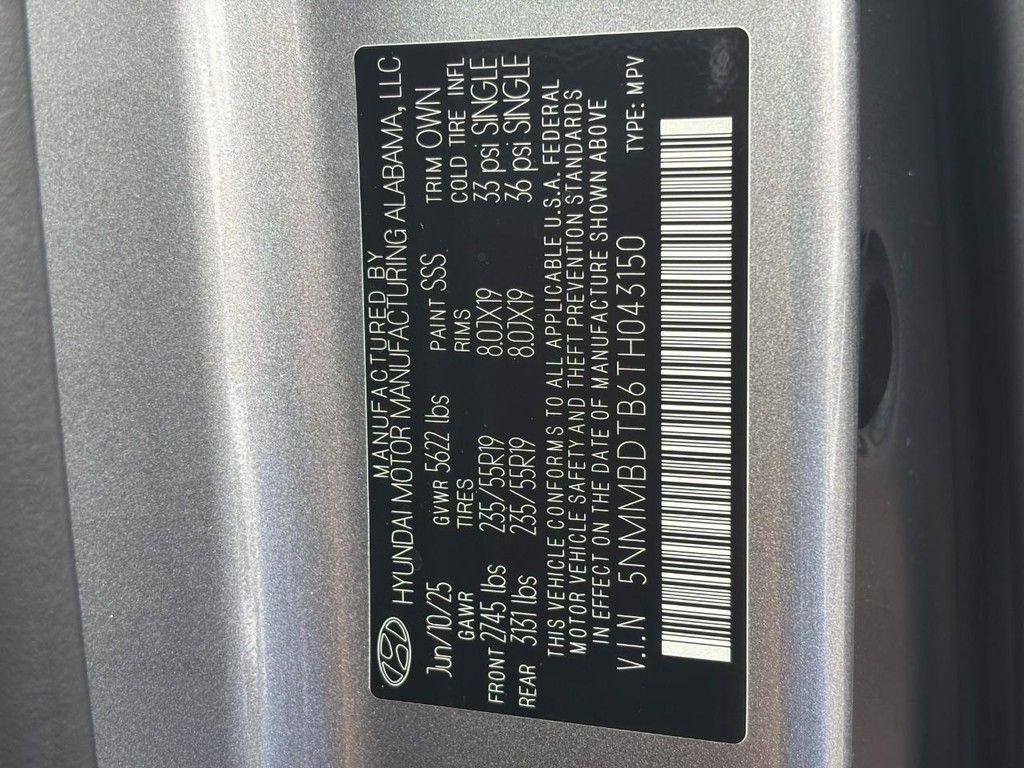 MANUFACTURED BY
HYUNDAI MOTOR MANUFACTURING ALABAMA, LLC
Jun/10/25 GWVR 5622 lbs PAINT SSS TRIM OWN
GAWR TIRES RIMS COLD TIRE INFL
FRONT 2745 lbs 235/55R19 8.0JX19 33 psi SINGLE
REAR 3131 lbs 235/55R19 8.0JX19 36 psi SINGLE
THIS VEHICLE CONFORMS TO ALL APPLICABLE U.S.A. FEDERAL
MOTOR VEHICLE SAFETY AND THEFT PREVENTION STANDARDS
IN EFFECT ON THE DATE OF MANUFACTURE SHOWN ABOVE
V.I.N 5NMMBDTB6TH043150 TYPE: MPV